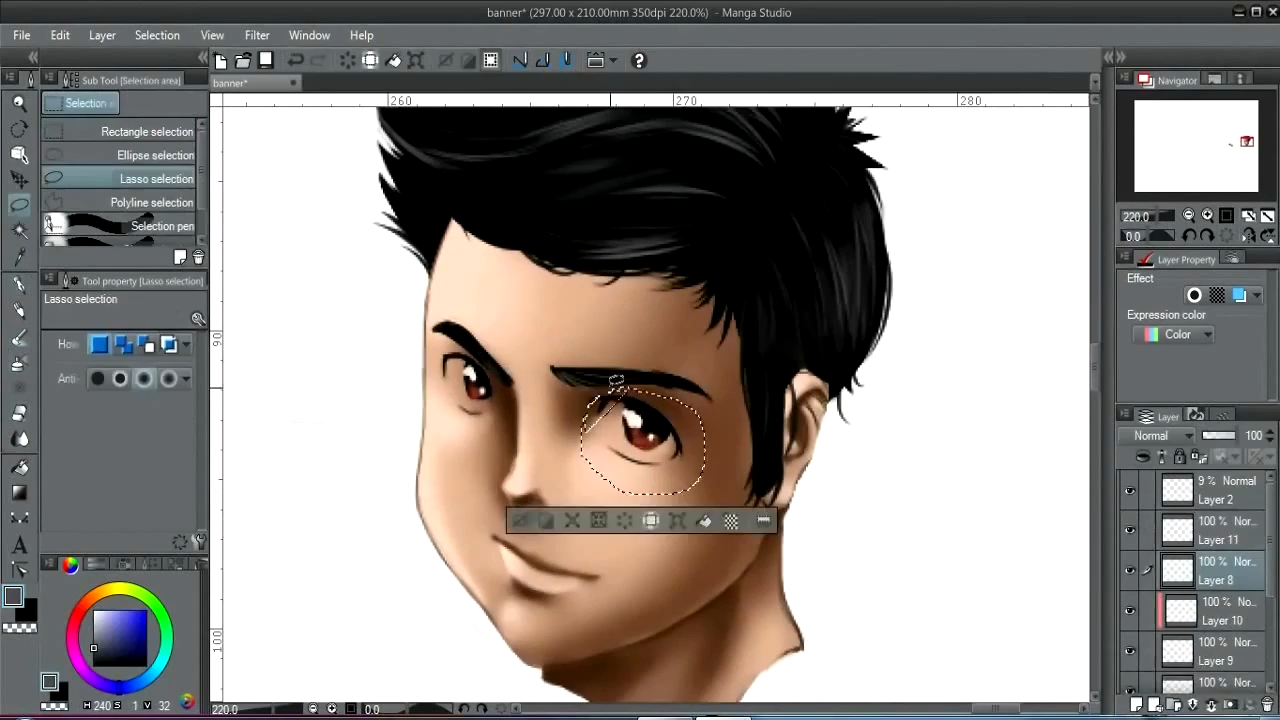 banner* (297.00 x 210.00mm 350dpi 220.0%) - Manga Studio
File Edit Layer Selection View Filter Window Help
Sub Tool [Selection area]
banner*
Navigator
260 270 280
Selection
Rectangle selection
Ellipse selection
Lasso selection
Polyline selection
Selection pen
220.0
0.0
Tool property [Lasso selection]
Lasso selection
Layer Property
Effect
Expression color
Color
90
Layer
Normal 100
9 % Normal
Layer 2
100 % Nor...
Layer 11
100 % Nor...
Layer 8
100 % No...
Layer 10
100 % Nor...
Layer 9
100 % Nor...
100
A
H 240 S 1 V 32
220.0 0.0